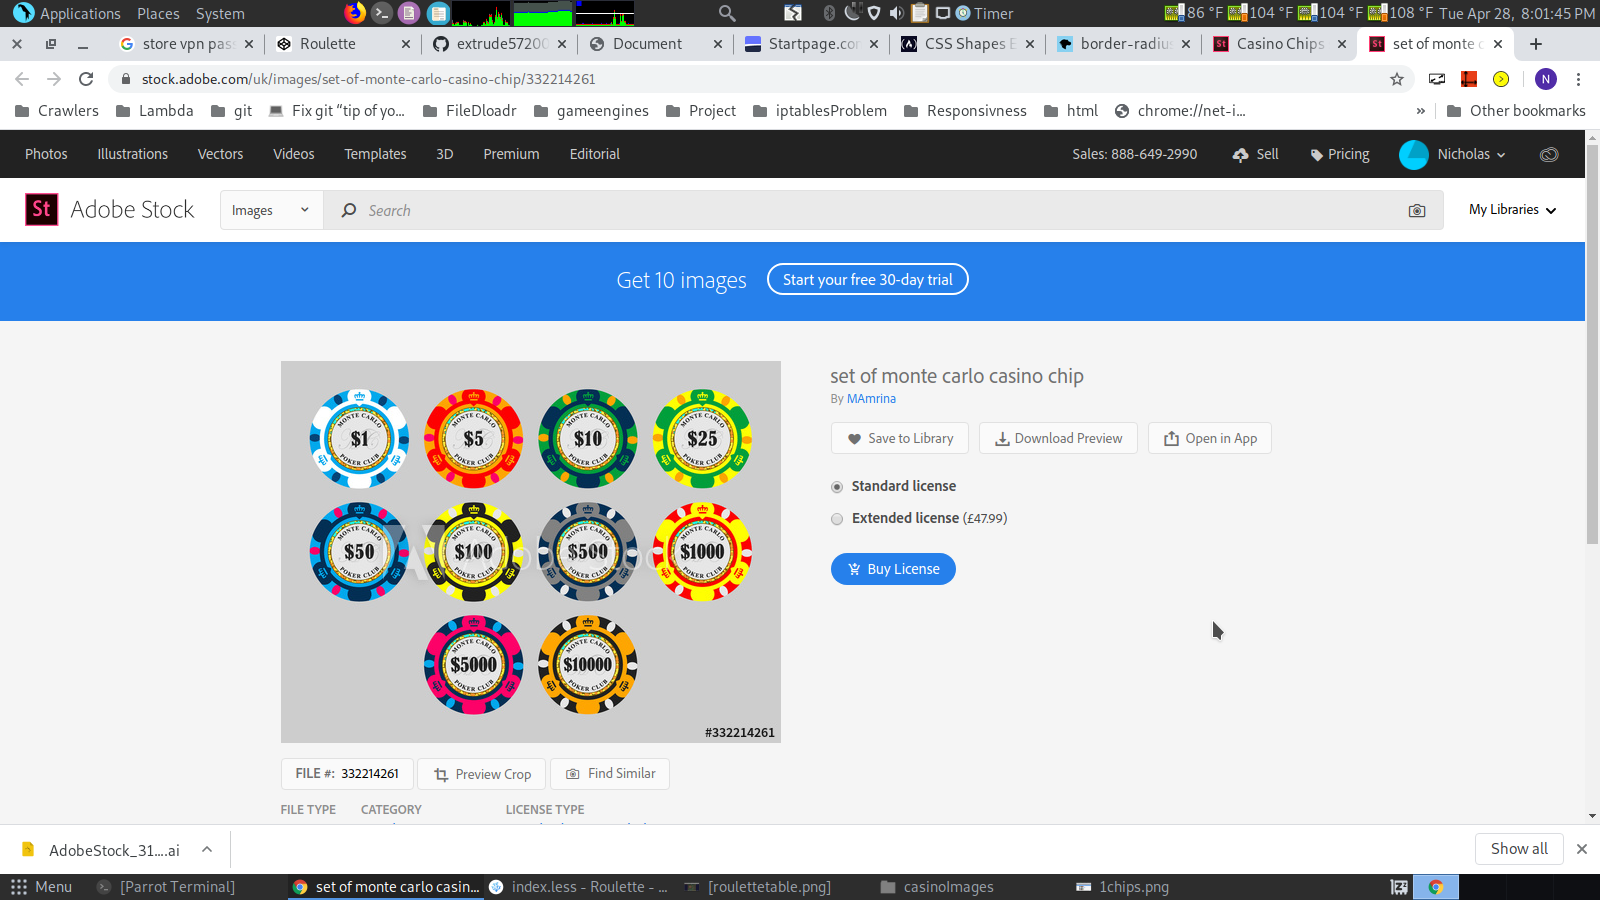 Applications Places System Timer 86 °F 104 °F 104 °F 108 °F Tue Apr 28, 8:01:45 PM
store vpn pas Roulette extrude57200 Document Startpage.co CSS Shapes E border-radiu Casino Chips set of monte c
stock.adobe.com/uk/images/set-of-monte-carlo-casino-chip/332214261 N
Crawlers Lambda git Fix git “tip of yo... FileDloadr gameengines Project iptablesProblem Responsivness html chrome://net-i... » Other bookmarks
Photos Illustrations Vectors Videos Templates 3D Premium Editorial Sales: 888-649-2990 Sell Pricing Nicholas
St Adobe Stock Images Search My Libraries
Get 10 images Start your free 30-day trial
set of monte carlo casino chip
By MAmrina
Save to Library Download Preview Open in App
Standard license
Extended license (£47.99)
Buy License
MONTE CARLO MONTE CARLO MONTE CARLO MONTE CARLO
$1 $5 $10 $25
POKER CLUB POKER CLUB POKER CLUB POKER CLUB
MONTE CARLO MONTE CARLO MONTE CARLO MONTE CARLO
$50 $100 $500 $1000
POKER CLUB POKER CLUB POKER CLUB POKER CLUB
MONTE CARLO MONTE CARLO
$5000 $10000
POKER CLUB POKER CLUB
#332214261
FILE #: 332214261 Preview Crop Find Similar
FILE TYPE CATEGORY LICENSE TYPE
AdobeStock_31....ai Show all
Menu [Parrot Terminal] set of monte carlo casin... index.less - Roulette - ... [roulettetable.png] casinoImages 1chips.png